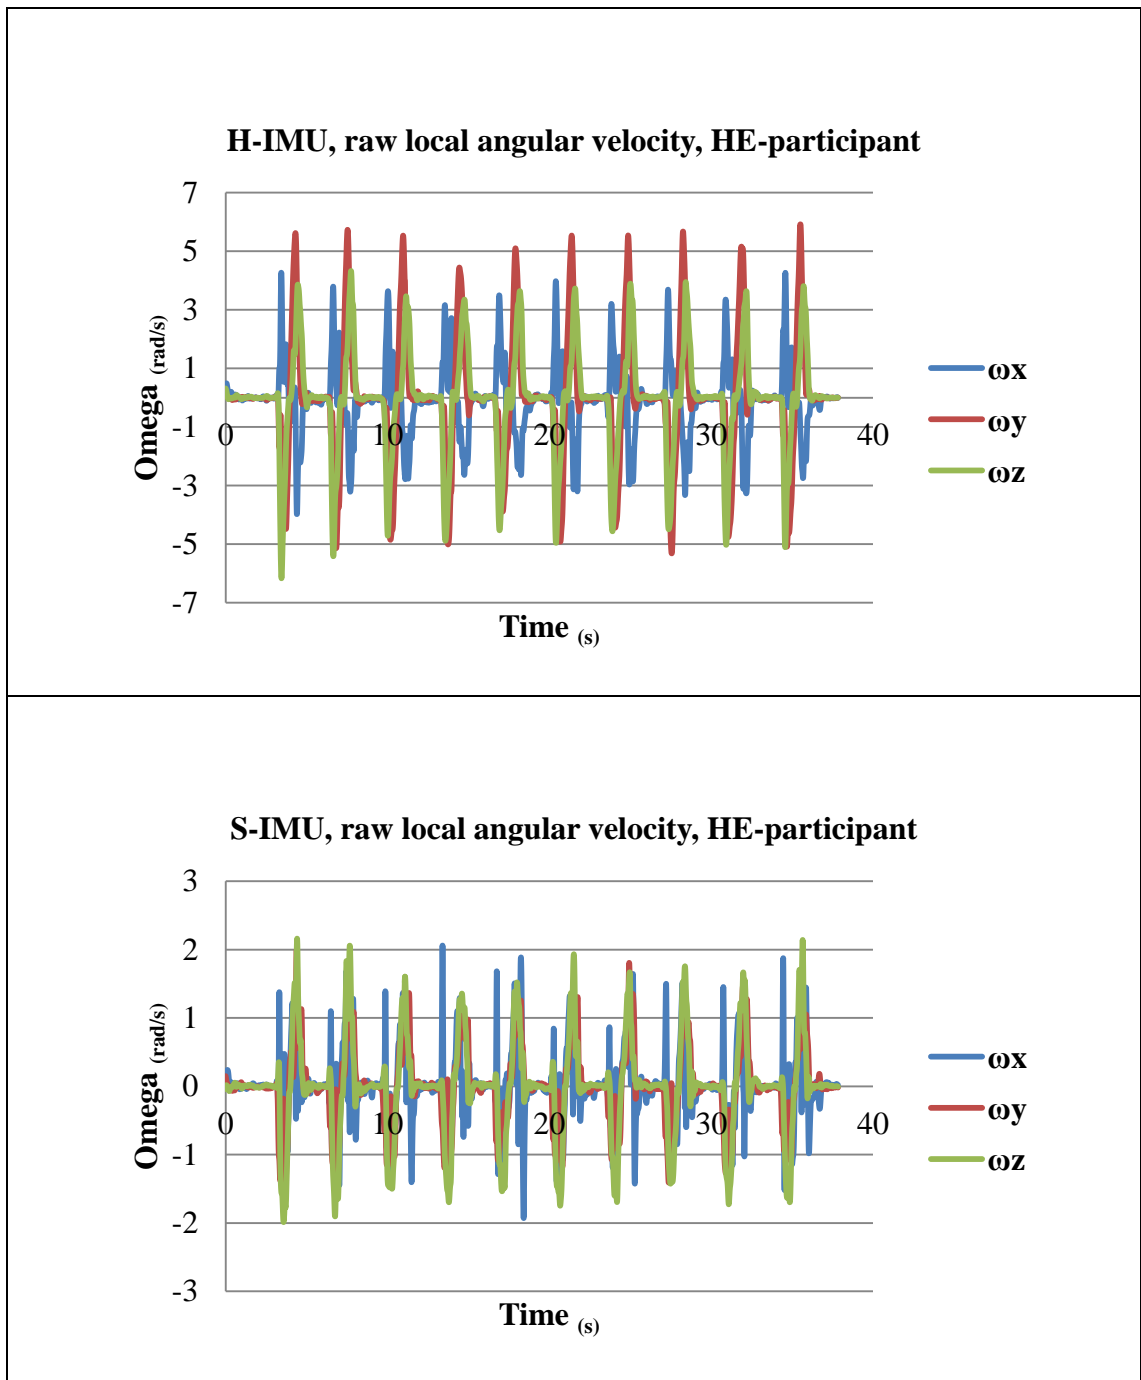 H-IMU, raw local angular velocity, HE-participant
7
5
3
1
-1
-3
-5
-7
0
10
20
30
40
Omega (rad/s)
Time (s)
ωx
ωy
ωz
S-IMU, raw local angular velocity, HE-participant
3
2
1
0
-1
-2
-3
0
10
20
30
40
Omega (rad/s)
Time (s)
ωx
ωy
ωz